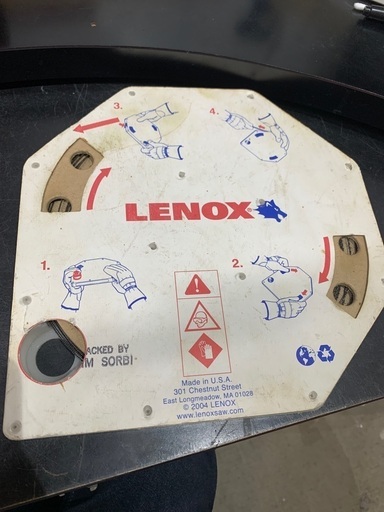 3.
4.
LENOX
1.
2.
ACKED BY
IM SORBI
Made in U.S.A.
301 Chestnut Street
East Longmeadow, MA 01028
© 2004 LENOX
www.lenoxsaw.com